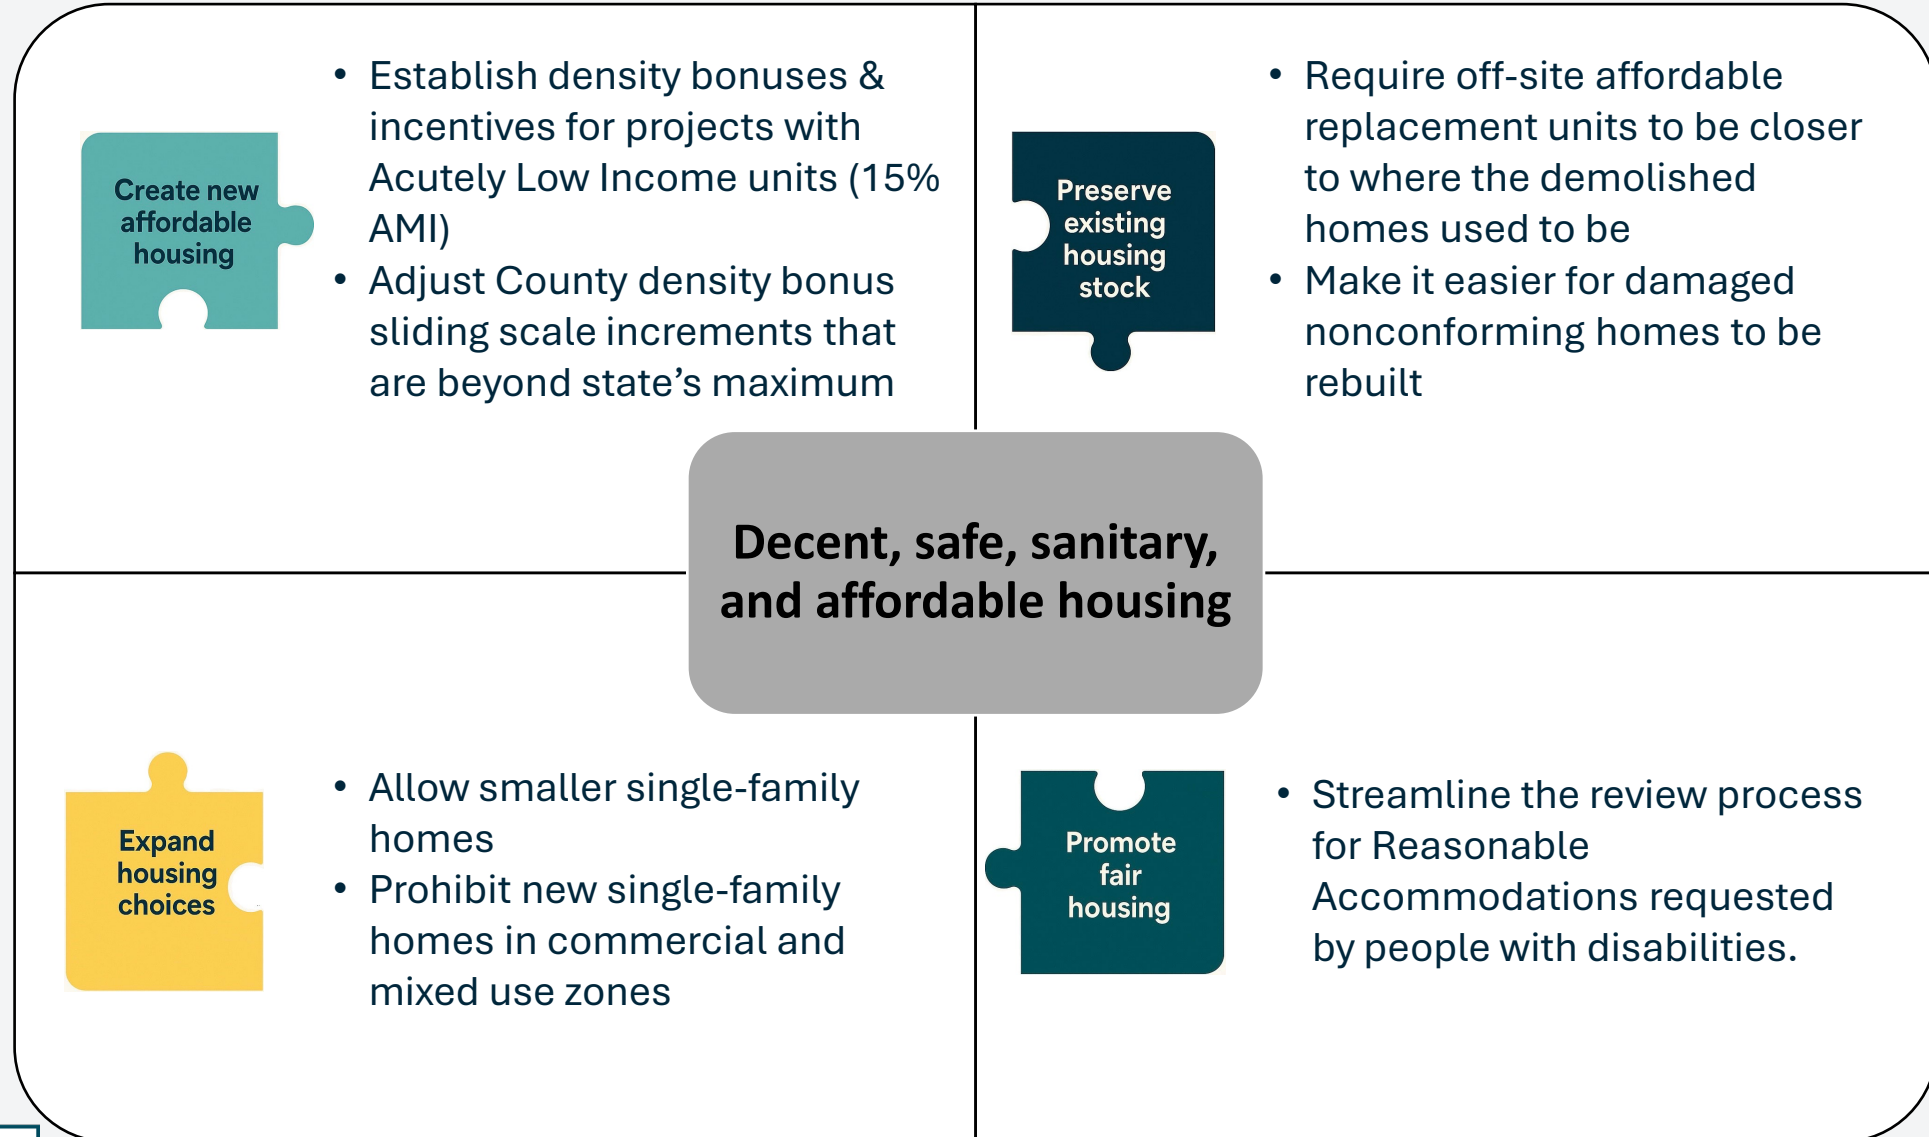 Create new
affordable
housing
• Establish density bonuses &
incentives for projects with
Acutely Low Income units (15%
AMI)
• Adjust County density bonus
sliding scale increments that
are beyond state’s maximum
Preserve
existing
housing
stock
• Require off-site affordable
replacement units to be closer
to where the demolished
homes used to be
• Make it easier for damaged
nonconforming homes to be
rebuilt
Decent, safe, sanitary,
and affordable housing
Expand
housing
choices
• Allow smaller single-family
homes
• Prohibit new single-family
homes in commercial and
mixed use zones
Promote
fair
housing
• Streamline the review process
for Reasonable
Accommodations requested
by people with disabilities.